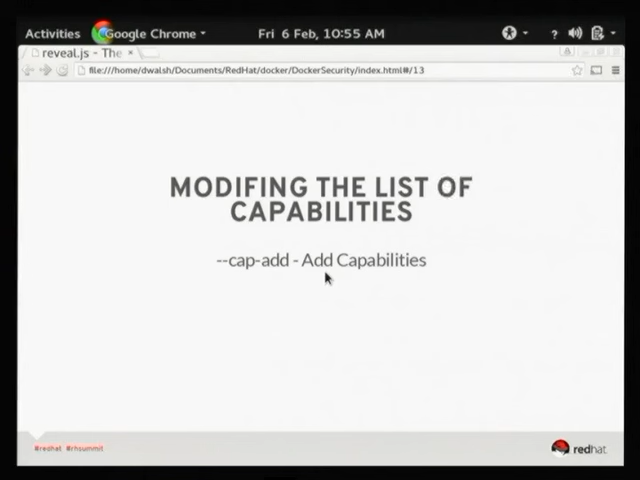 Activities Google Chrome Fri 6 Feb, 10:55 AM ?
reveal.js - The ×
file:///home/dwalsh/Documents/RedHat/docker/DockerSecurity/index.html#/13
MODIFING THE LIST OF
CAPABILITIES
--cap-add - Add Capabilities
#redhat #rhsummit
redhat